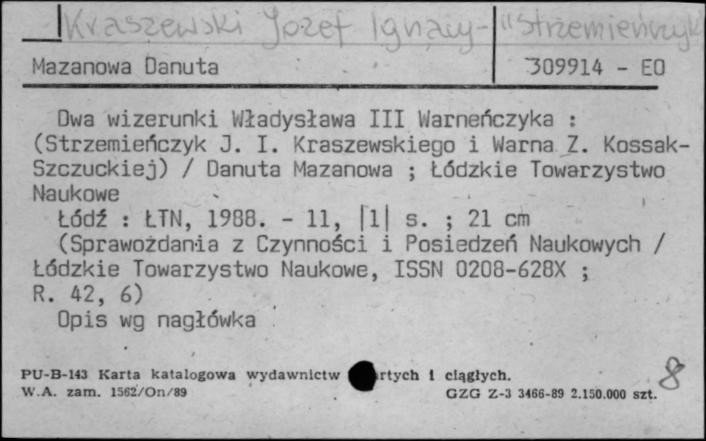 Kraszewski Józef Ignacy - "Strzemieńczyk
Mazanowa Danuta 309914 - EO
Dwa wizerunki Władysława III Warneńczyka :
(Strzemieńczyk J. I. Kraszewskiego i Warna Z. Kossak-
Szczuckiej) / Danuta Mazanowa ; Łódzkie Towarzystwo
Naukowe
Łódź : ŁTN, 1988. - 11, |1| s. ; 21 cm
(Sprawozdania z Czynności i Posiedzeń Naukowych /
Łódzkie Towarzystwo Naukowe, ISSN 0208-628X ;
R. 42, 6)
Opis wg nagłówka
PU-B-143 Karta katalogowa wydawnictw rtych i ciągłych.
W.A. zam. 1562/On/89 GZG Z-3 3466-89 2.150.000 szt.
8